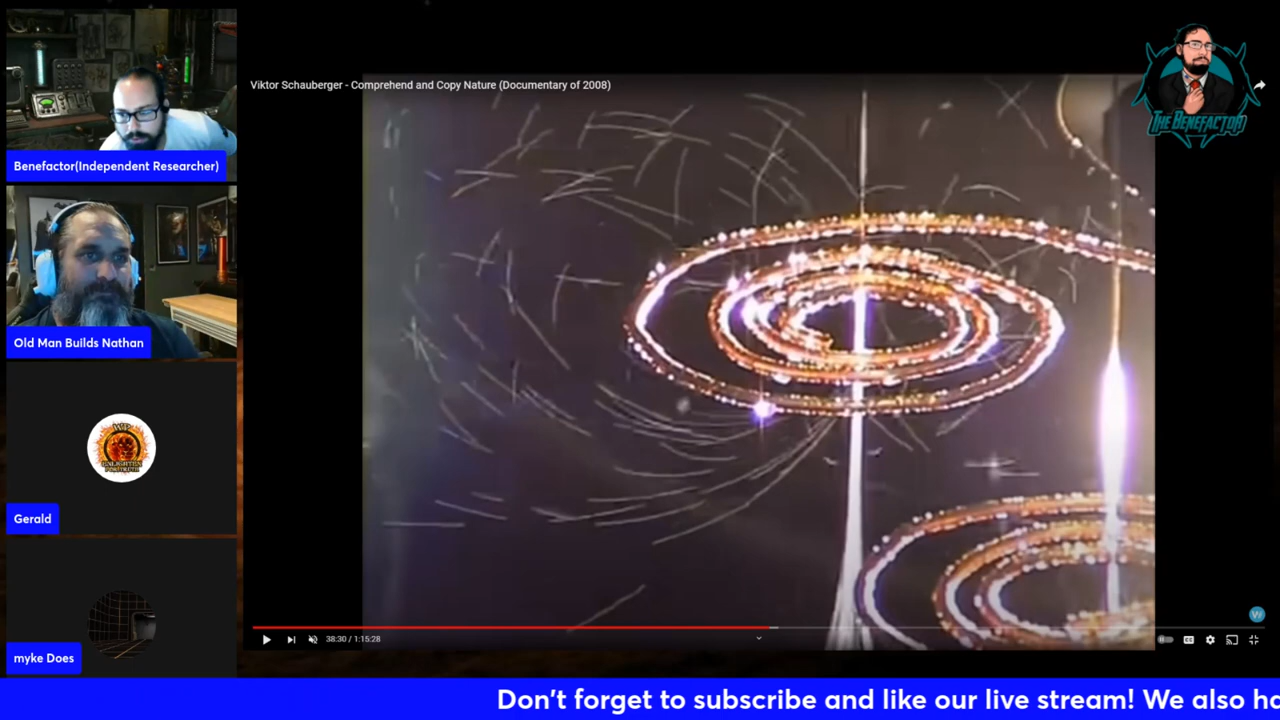 Viktor Schauberger - Comprehend and Copy Nature (Documentary of 2008)
THE BENEFACTOR
Benefactor(Independent Researcher)
Old Man Builds Nathan
Gerald
myke Does
38:30 / 1:15:28
CC
Don't forget to subscribe and like our live stream! We also ha